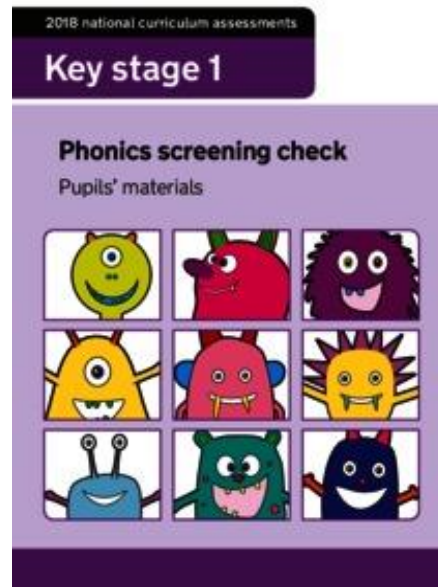 2018 national curriculum assessments
Key stage 1
Phonics screening check
Pupils' materials